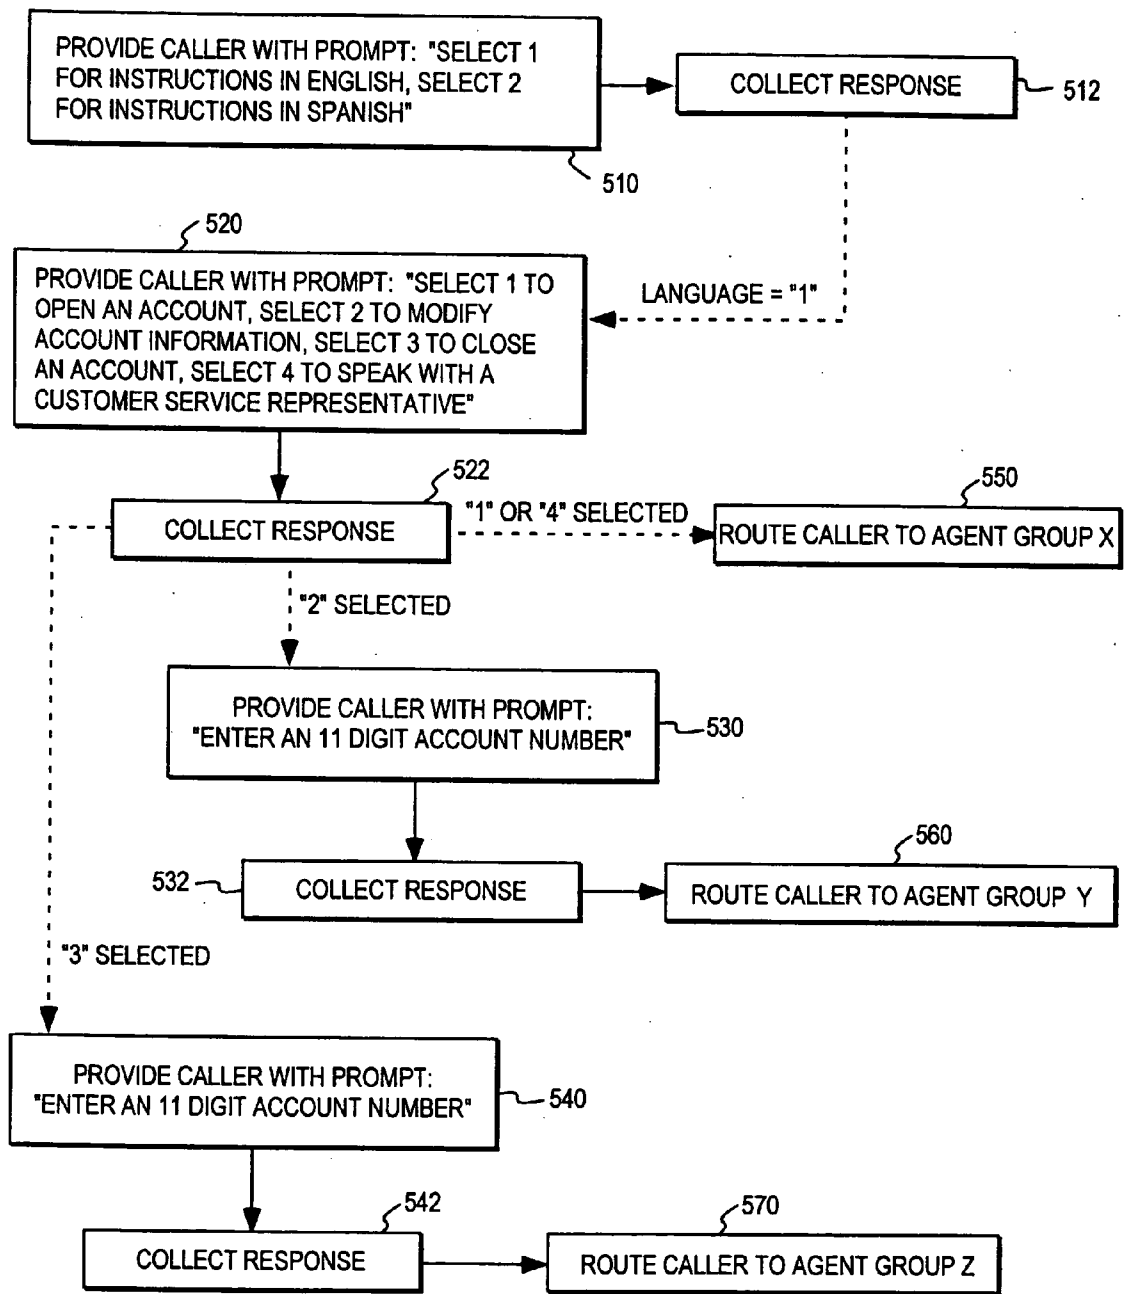 PROVIDE CALLER WITH PROMPT: "SELECT 1
FOR INSTRUCTIONS IN ENGLISH, SELECT 2
FOR INSTRUCTIONS IN SPANISH"
510
COLLECT RESPONSE
512
LANGUAGE = "1"
520
PROVIDE CALLER WITH PROMPT: "SELECT 1 TO
OPEN AN ACCOUNT, SELECT 2 TO MODIFY
ACCOUNT INFORMATION, SELECT 3 TO CLOSE
AN ACCOUNT, SELECT 4 TO SPEAK WITH A
CUSTOMER SERVICE REPRESENTATIVE"
522
COLLECT RESPONSE
"1" OR "4" SELECTED
550
ROUTE CALLER TO AGENT GROUP X
"2" SELECTED
PROVIDE CALLER WITH PROMPT:
"ENTER AN 11 DIGIT ACCOUNT NUMBER"
530
532
COLLECT RESPONSE
560
ROUTE CALLER TO AGENT GROUP Y
"3" SELECTED
PROVIDE CALLER WITH PROMPT:
"ENTER AN 11 DIGIT ACCOUNT NUMBER"
540
542
COLLECT RESPONSE
570
ROUTE CALLER TO AGENT GROUP Z